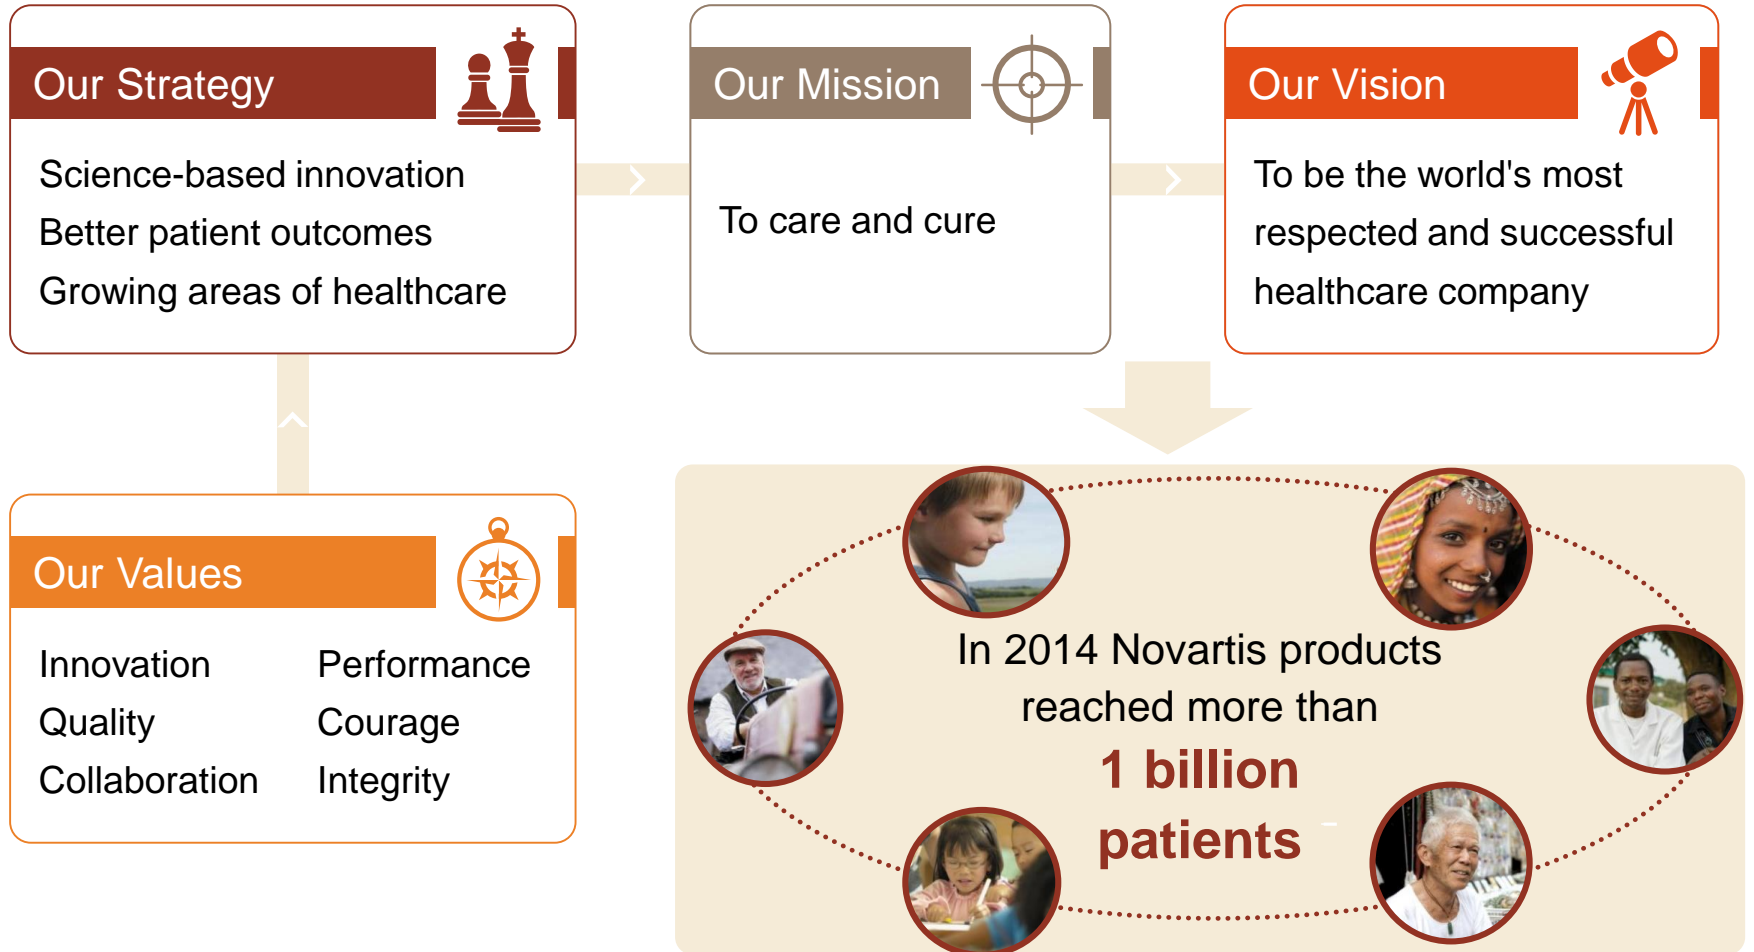 Our Strategy
Science-based innovation
Better patient outcomes
Growing areas of healthcare
Our Mission
To care and cure
Our Vision
To be the world's most
respected and successful
healthcare company
Our Values
Innovation
Quality
Collaboration
Performance
Courage
Integrity
In 2014 Novartis products
reached more than
1 billion
patients